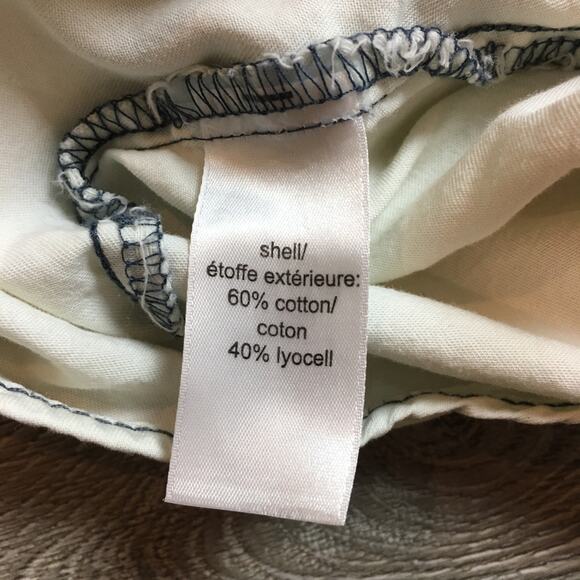 shell/
étoffe extérieure:
60% cotton/
coton
40% lyocell